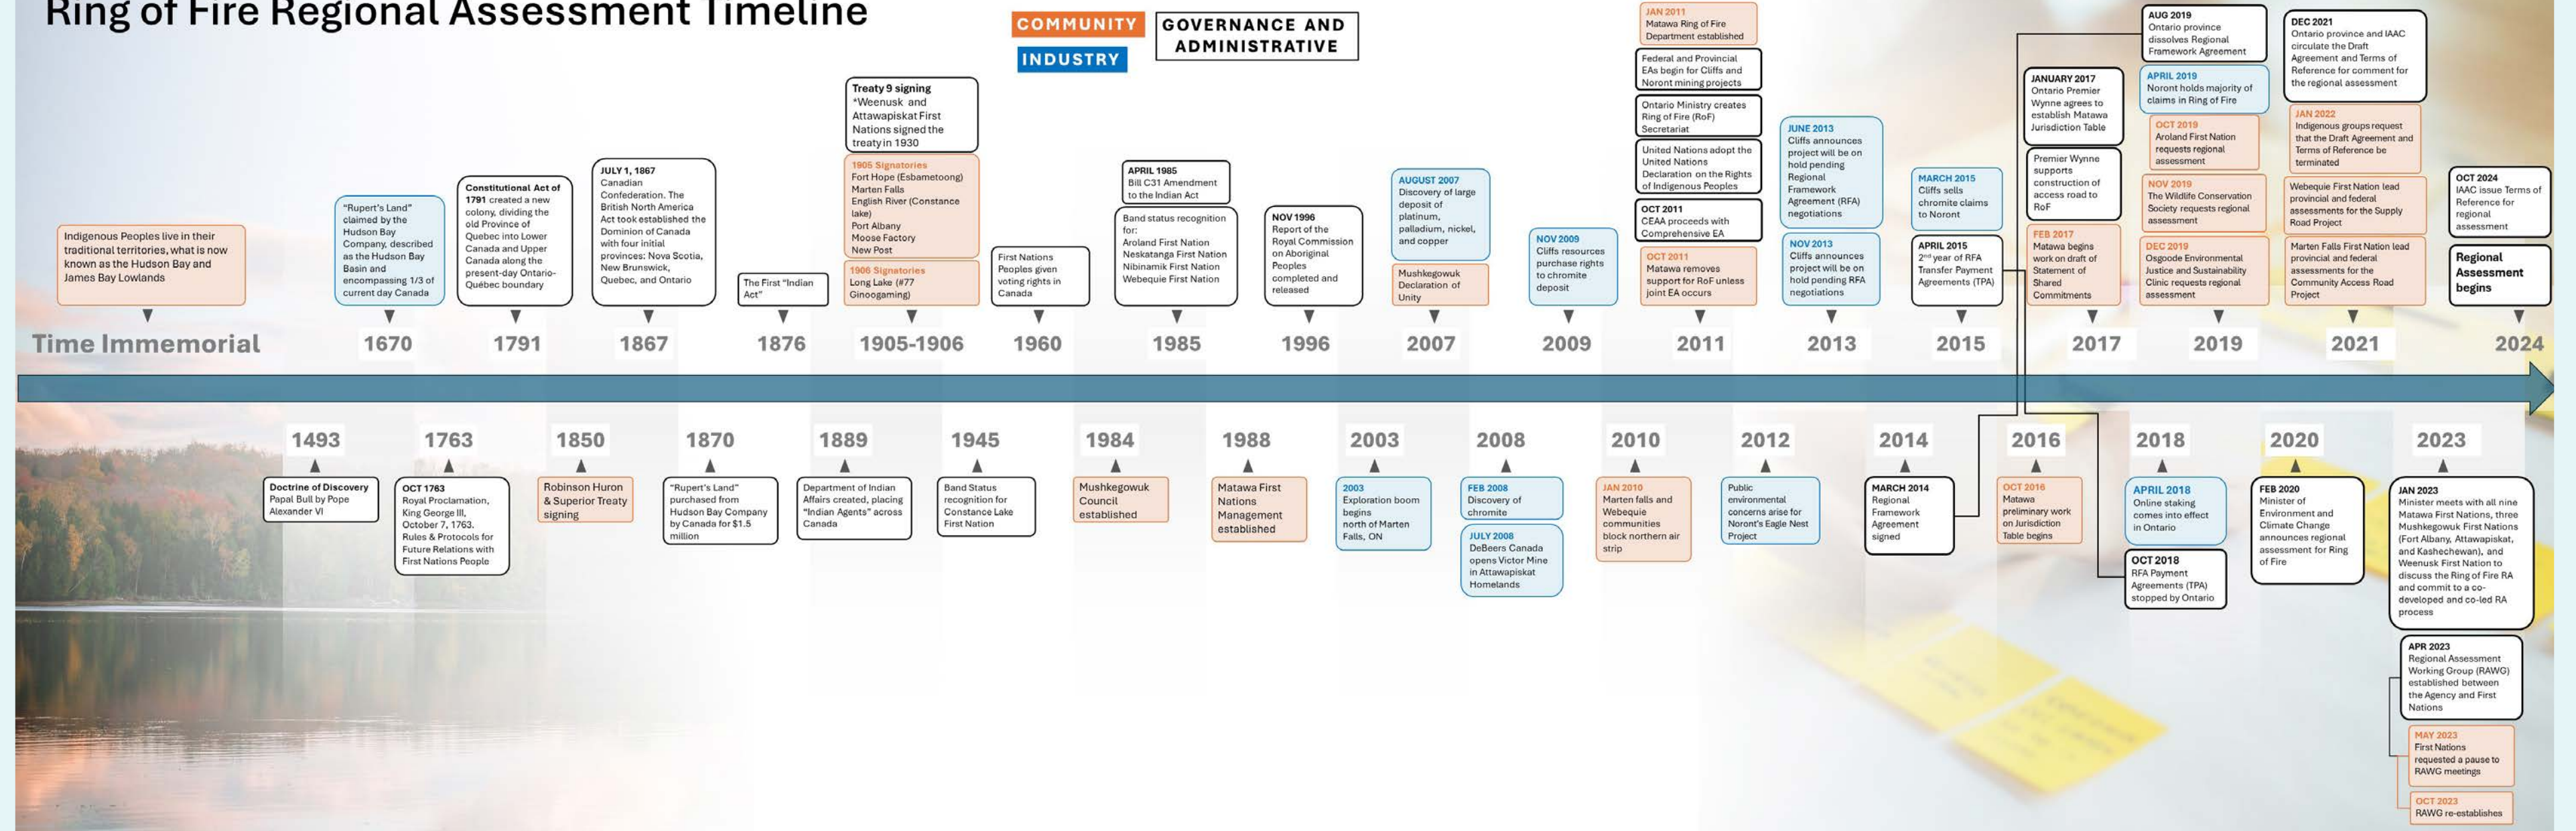 Ring of Fire Regional Assessment Timeline
COMMUNITY
INDUSTRY
GOVERNANCE AND
ADMINISTRATIVE
Indigenous Peoples live in their
traditional territories, what is now
known as the Hudson Bay and
James Bay Lowlands
Time Immemorial
"Rupert's Land"
claimed by the
Hudson Bay
Company, described
as the Hudson Bay
Basin and
encompassing 1/3 of
current day Canada
1670
Constitutional Act of
1791 created a new
colony, dividing the
old Province of
Quebec into Lower
Canada and Upper
Canada along the
present-day Ontario-
Québec boundary
1791
JULY 1, 1867
Canadian
Confederation. The
British North America
Act took established the
Dominion of Canada
with four initial
provinces: Nova Scotia,
New Brunswick,
Quebec, and Ontario
1867
The First "Indian
Act"
1876
Treaty 9 signing
*Weenusk and
Attawapiskat First
Nations signed the
treaty in 1930
1905 Signatories
Fort Hope (Esbametoong)
Marten Falls
English River (Constance
lake)
Port Albany
Moose Factory
New Post
1906 Signatories
Long Lake (#77
Ginoogaming)
1905-1906
First Nations
Peoples given
voting rights in
Canada
1960
APRIL 1985
Bill C31 Amendment
to the Indian Act
Band status recognition
for:
Aroland First Nation
Neskatanga First Nation
Nibinamik First Nation
Webequie First Nation
1985
NOV 1996
Report of the
Royal Commission
on Aboriginal
Peoples
completed and
released
1996
AUGUST 2007
Discovery of large
deposit of
platinum,
palladium, nickel,
and copper
Mushkegowuk
Declaration of
Unity
2007
NOV 2009
Cliffs resources
purchase rights
to chromite
deposit
2009
JAN 2011
Matawa Ring of Fire
Department established
Federal and Provincial
EAs begin for Cliffs and
Noront mining projects
Ontario Ministry creates
Ring of Fire (RoF)
Secretariat
United Nations adopt the
United Nations
Declaration on the Rights
of Indigenous Peoples
OCT 2011
CEAA proceeds with
Comprehensive EA
OCT 2011
Matawa removes
support for RoF unless
joint EA occurs
2011
JUNE 2013
Cliffs announces
project will be on
hold pending
Regional
Framework
Agreement (RFA)
negotiations
NOV 2013
Cliffs announces
project will be on
hold pending RFA
negotiations
2013
MARCH 2015
Cliffs sells
chromite claims
to Noront
APRIL 2015
2nd year of RFA
Transfer Payment
Agreements (TPA)
2015
JANUARY 2017
Ontario Premier
Wynne agrees to
establish Matawa
Jurisdiction Table
Premier Wynne
supports
construction of
access road to
RoF
FEB 2017
Matawa begins
work on draft of
Statement of
Shared
Commitments
2017
AUG 2019
Ontario province
dissolves Regional
Framework Agreement
APRIL 2019
Noront holds majority of
claims in Ring of Fire
OCT 2019
Aroland First Nation
requests regional
assessment
NOV 2019
The Wildlife Conservation
Society requests regional
assessment
DEC 2019
Osgoode Environmental
Justice and Sustainability
Clinic requests regional
assessment
2019
DEC 2021
Ontario province and IAAC
circulate the Draft
Agreement and Terms of
Reference for comment for
the regional assessment
JAN 2022
Indigenous groups request
that the Draft Agreement and
Terms of Reference be
terminated
Webequie First Nation lead
provincial and federal
assessments for the Supply
Road Project
Marten Falls First Nation lead
provincial and federal
assessments for the
Community Access Road
Project
2021
OCT 2024
IAAC issue Terms of
Reference for
regional
assessment
Regional
Assessment
begins
2024
1493
Doctrine of Discovery
Papal Bull by Pope
Alexander VI
1763
OCT 1763
Royal Proclamation,
King George III,
October 7, 1763.
Rules & Protocols for
Future Relations with
First Nations People
1850
Robinson Huron
& Superior Treaty
signing
1870
"Rupert's Land"
purchased from
Hudson Bay Company
by Canada for $1.5
million
1889
Department of Indian
Affairs created, placing
"Indian Agents" across
Canada
1945
Band Status
recognition for
Constance Lake
First Nation
1984
Mushkegowuk
Council
established
1988
Matawa First
Nations
Management
established
2003
2003
Exploration boom
begins
north of Marten
Falls, ON
2008
FEB 2008
Discovery of
chromite
JULY 2008
DeBeers Canada
opens Victor Mine
in Attawapiskat
Homelands
2010
JAN 2010
Marten falls and
Webequie
communities
block northern air
strip
2012
Public
environmental
concerns arise for
Noront's Eagle Nest
Project
2014
MARCH 2014
Regional
Framework
Agreement
signed
2016
OCT 2016
Matawa
preliminary work
on Jurisdiction
Table begins
2018
APRIL 2018
Online staking
comes into effect
in Ontario
OCT 2018
RFA Payment
Agreements (TPA)
stopped by Ontario
2020
FEB 2020
Minister of
Environment and
Climate Change
announces regional
assessment for Ring
of Fire
2023
JAN 2023
Minister meets with all nine
Matawa First Nations, three
Mushkegowuk First Nations
(Fort Albany, Attawapiskat,
and Kashechewan), and
Weenusk First Nation to
discuss the Ring of Fire RA
and commit to a co-
developed and co-led RA
process
APR 2023
Regional Assessment
Working Group (RAWG)
established between
the Agency and First
Nations
MAY 2023
First Nations
requested a pause to
RAWG meetings
OCT 2023
RAWG re-establishes